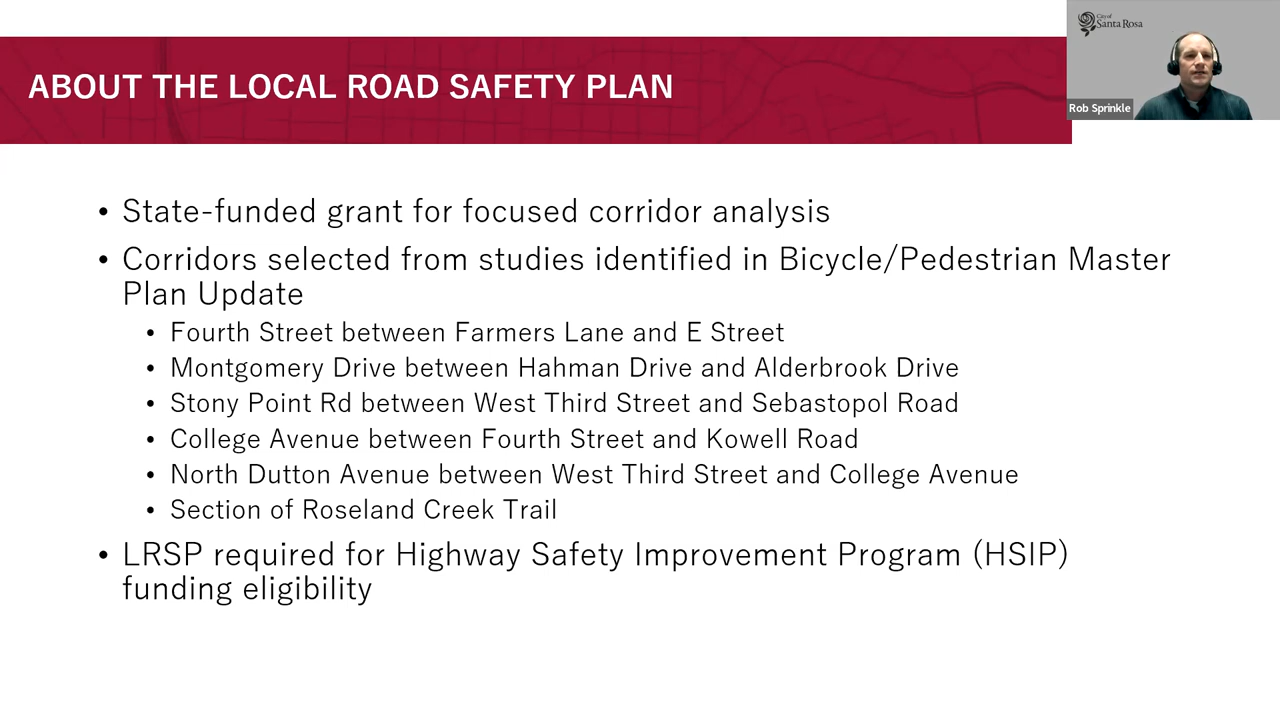 City of
Santa Rosa
Rob Sprinkle
ABOUT THE LOCAL ROAD SAFETY PLAN
• State-funded grant for focused corridor analysis
• Corridors selected from studies identified in Bicycle/Pedestrian Master
Plan Update
• Fourth Street between Farmers Lane and E Street
• Montgomery Drive between Hahman Drive and Alderbrook Drive
• Stony Point Rd between West Third Street and Sebastopol Road
• College Avenue between Fourth Street and Kowell Road
• North Dutton Avenue between West Third Street and College Avenue
• Section of Roseland Creek Trail
• LRSP required for Highway Safety Improvement Program (HSIP)
funding eligibility